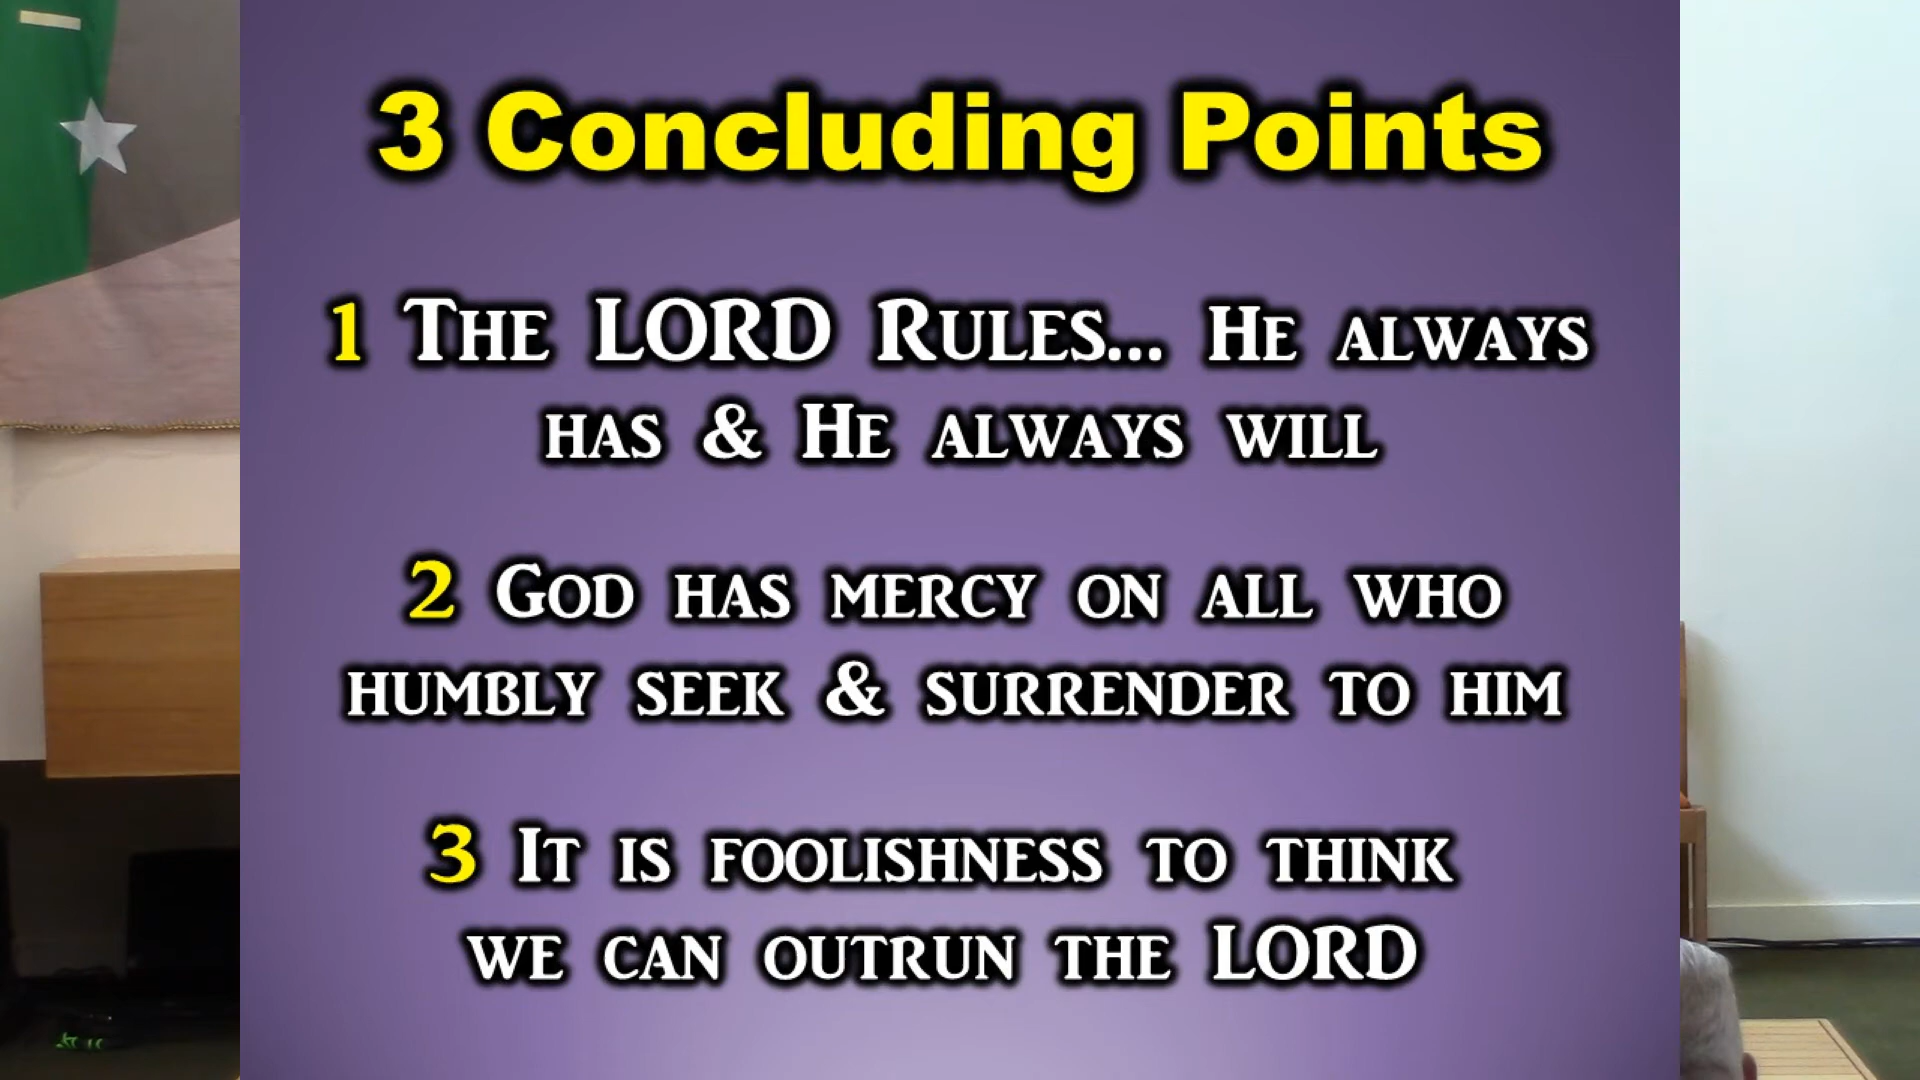 3 Concluding Points
1 The LORD Rules... He always
has & He always will
2 God has mercy on all who
humbly seek & surrender to him
3 It is foolishness to think
we can outrun the LORD